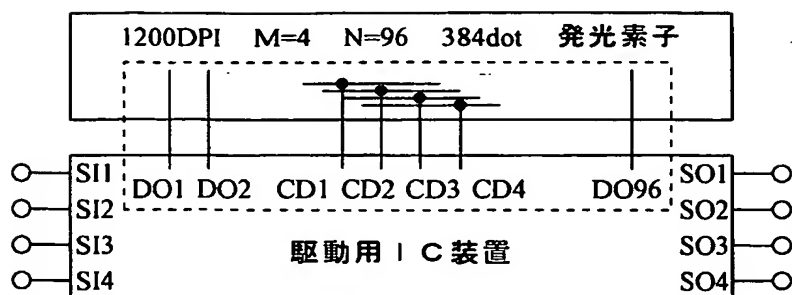 1200DPI M=4 N=96 384dot 発光素子
DO1 DO2 CD1 CD2 CD3 CD4 DO96
SI1 SO1
SI2 SO2
SI3 駆動用IC装置 SO3
SI4 SO4